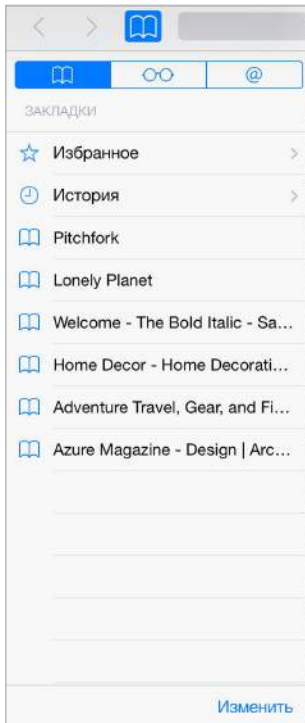 @
ЗАКЛАДКИ
Избранное
История
Pitchfork
Lonely Planet
Welcome - The Bold Italic - Sa...
Home Decor - Home Decorati...
Adventure Travel, Gear, and Fi...
Azure Magazine - Design | Arc...
Изменить